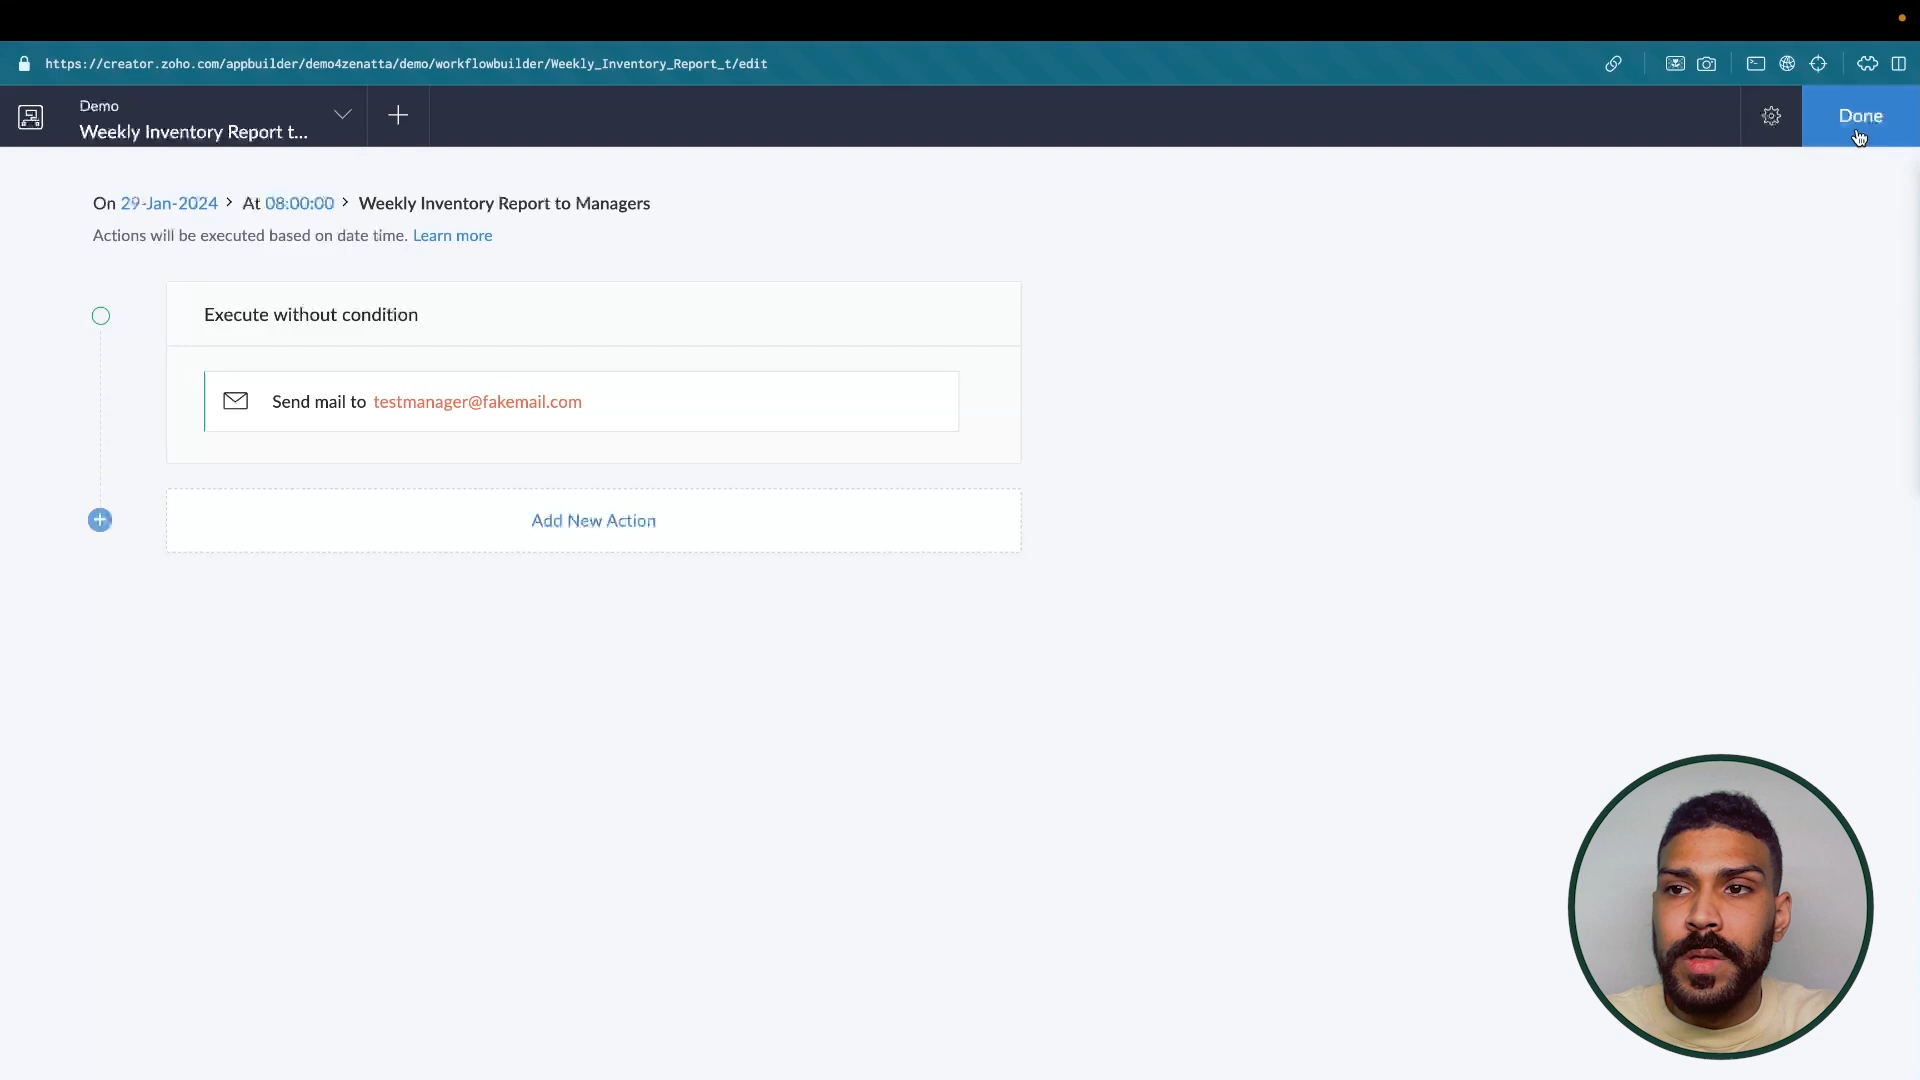 https://creator.zoho.com/appbuilder/demo4zenatta/demo/workflowbuilder/Weekly_Inventory_Report_t/edit
Demo
Weekly Inventory Report t...
Done
On 29-Jan-2024 > At 08:00:00 > Weekly Inventory Report to Managers
Actions will be executed based on date time. Learn more
Execute without condition
Send mail to testmanager@fakemail.com
Add New Action